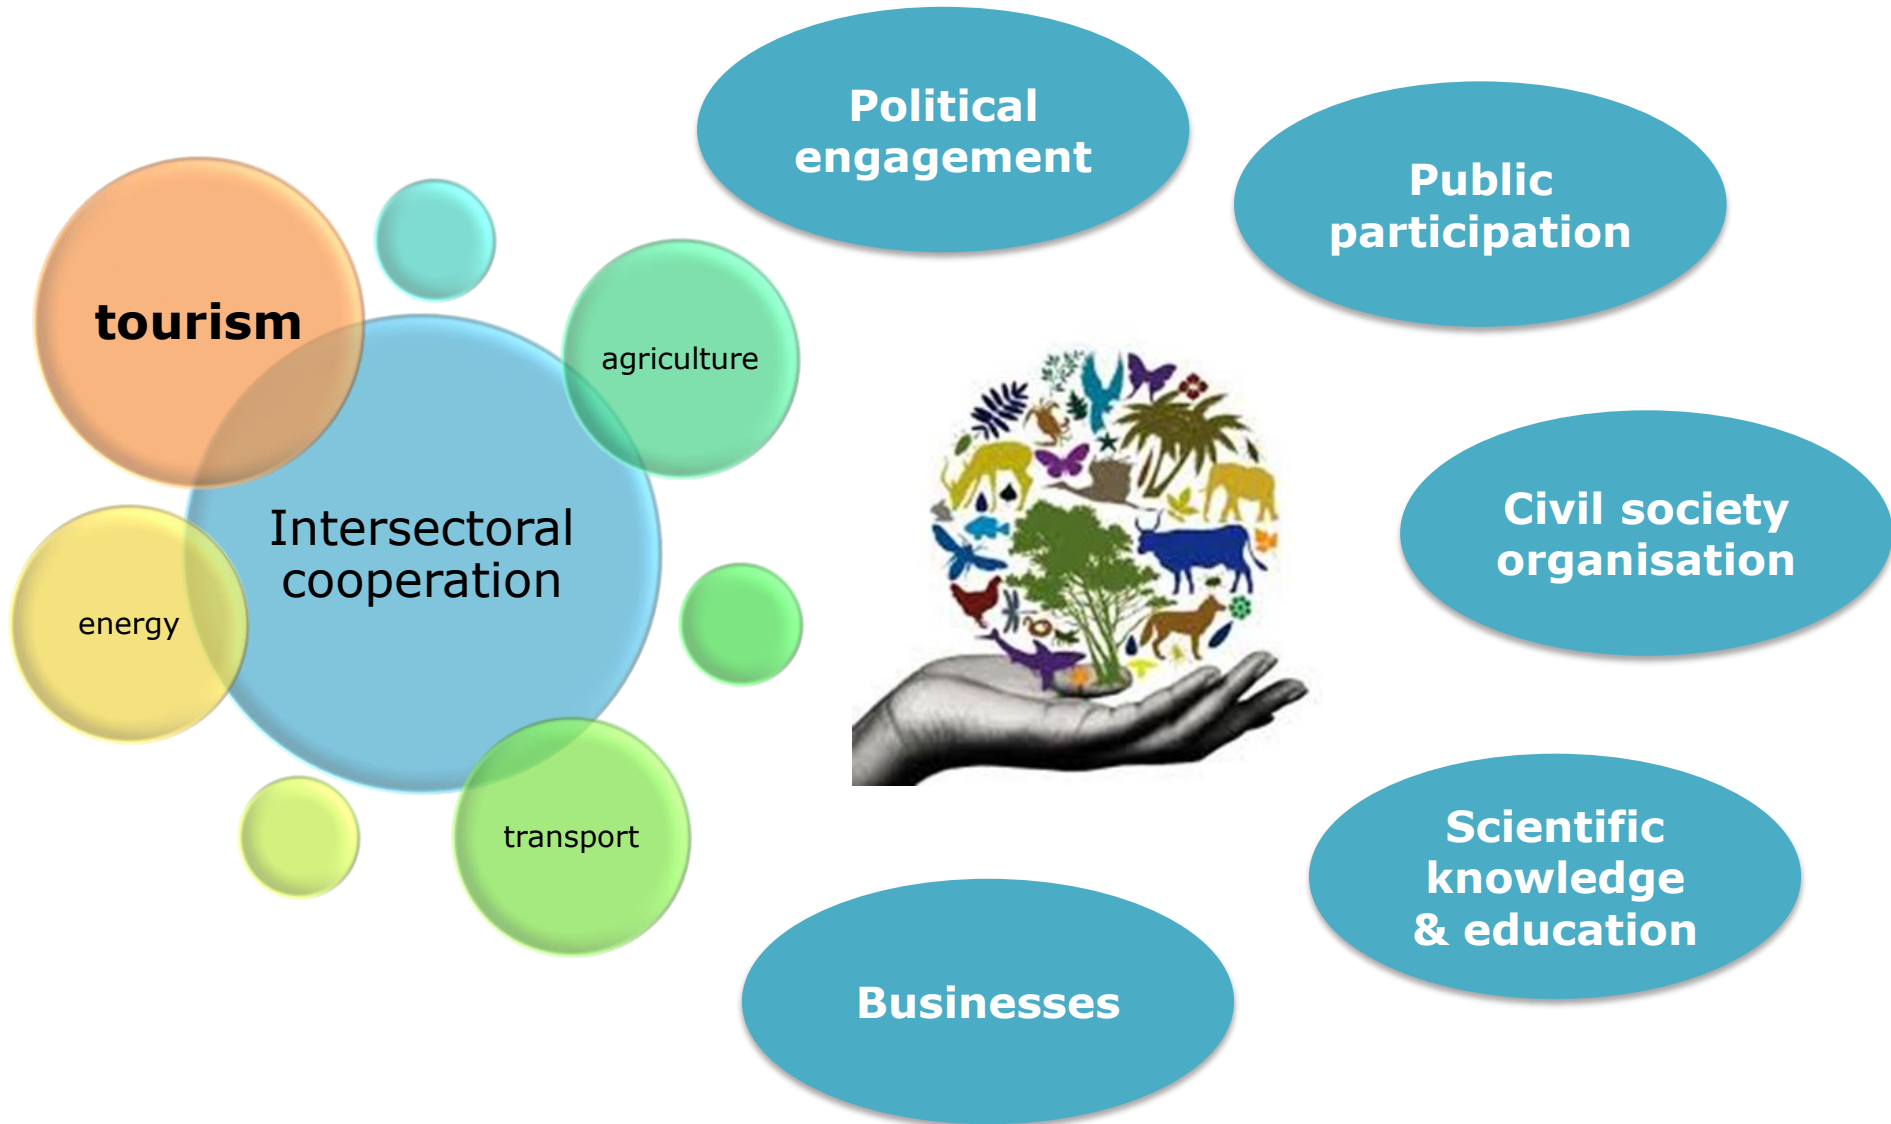 Political
engagement
Public
participation
tourism
agriculture
Intersectoral
cooperation
energy
transport
Civil society
organisation
Scientific
knowledge
& education
Businesses